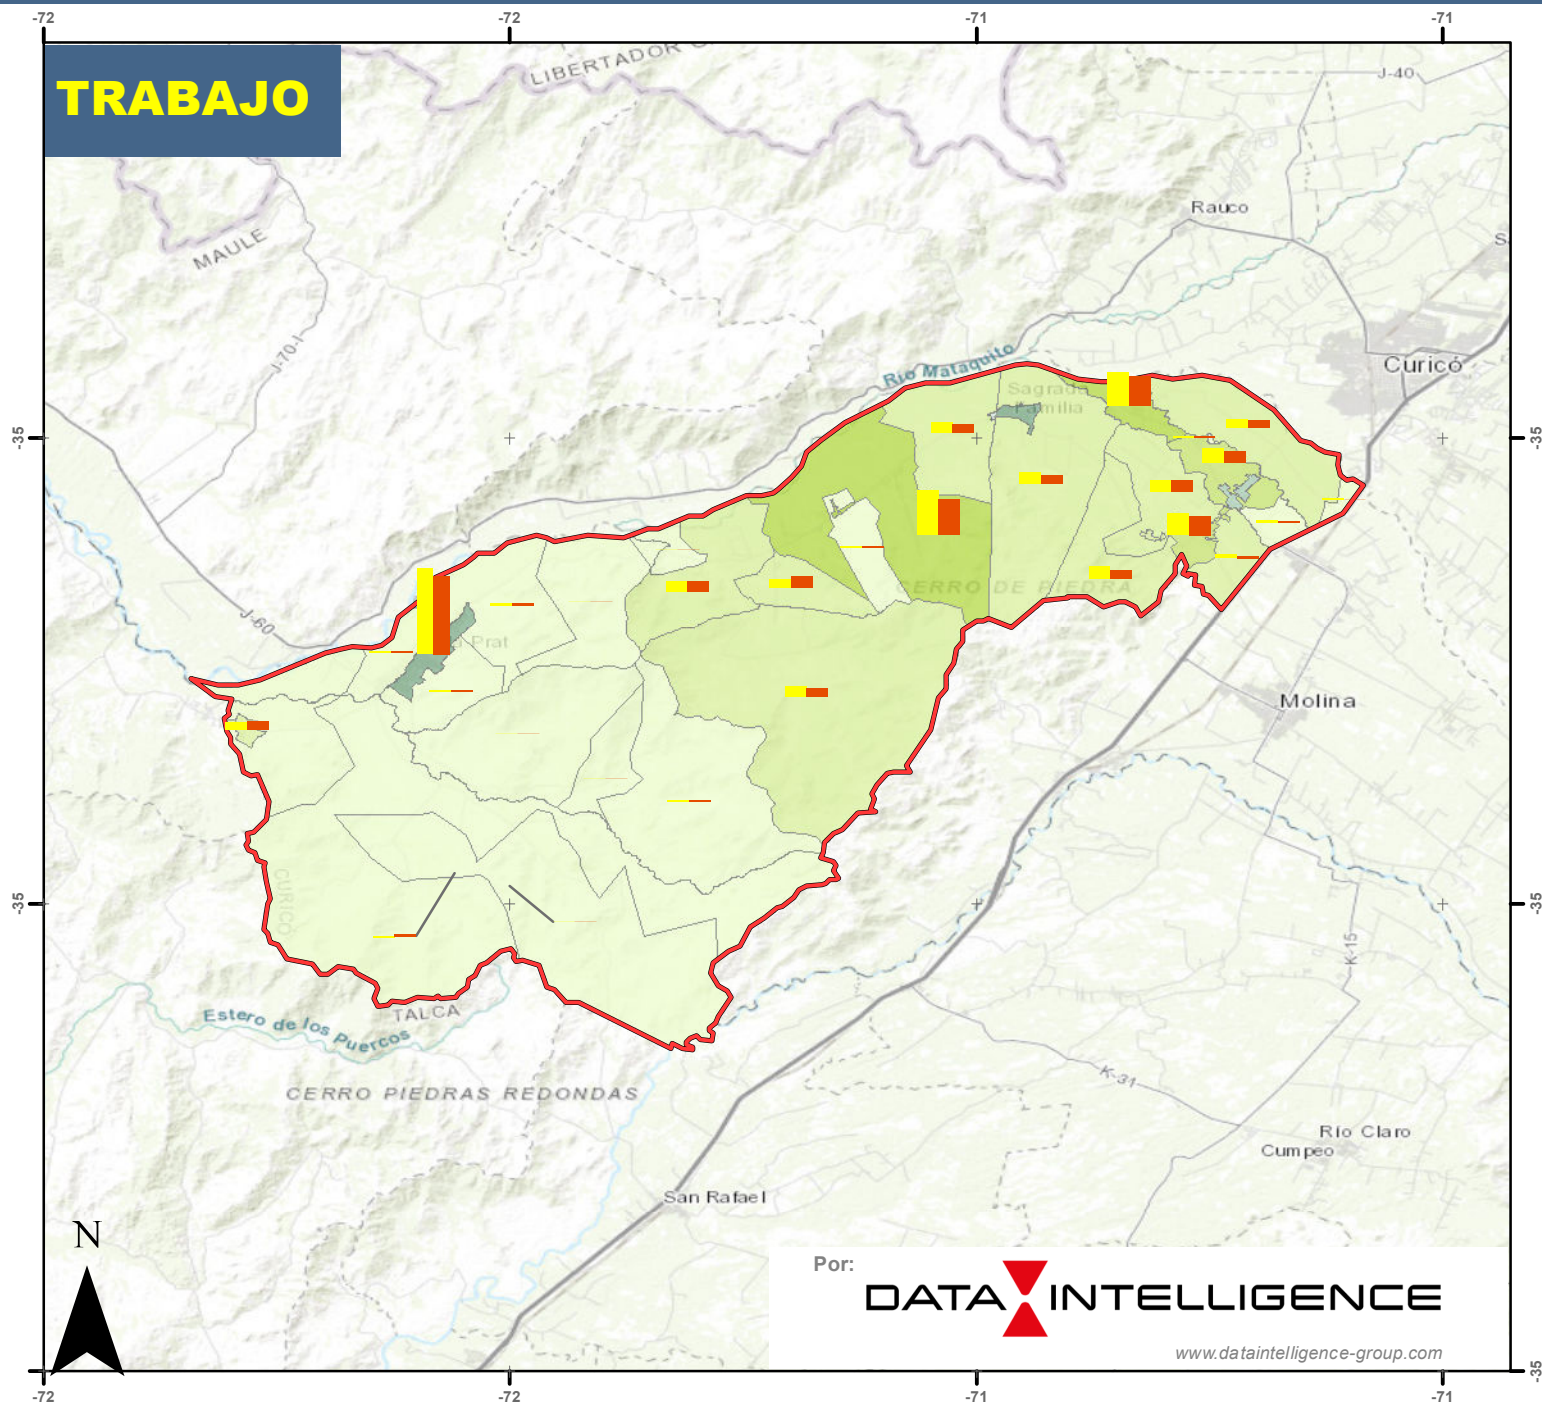 -72
-72
-71
-71
TRABAJO
LIBERTADOR
J-40
MAULE
Rauco
J-70-I
Río Mataquito
Curicó
Sagrada
Familia
-35
-35
CERRO DE PIEDRA
J-60
Prat
Molina
CURICÓ
-35
-35
K-15
TALCA
Estero de los Puercos
CERRO PIEDRAS REDONDAS
K-31
Río Claro
Cumpeo
San Rafael
N
Por:
DATA INTELLIGENCE
www.dataintelligence-group.com
-35
-72
-72
-71
-71